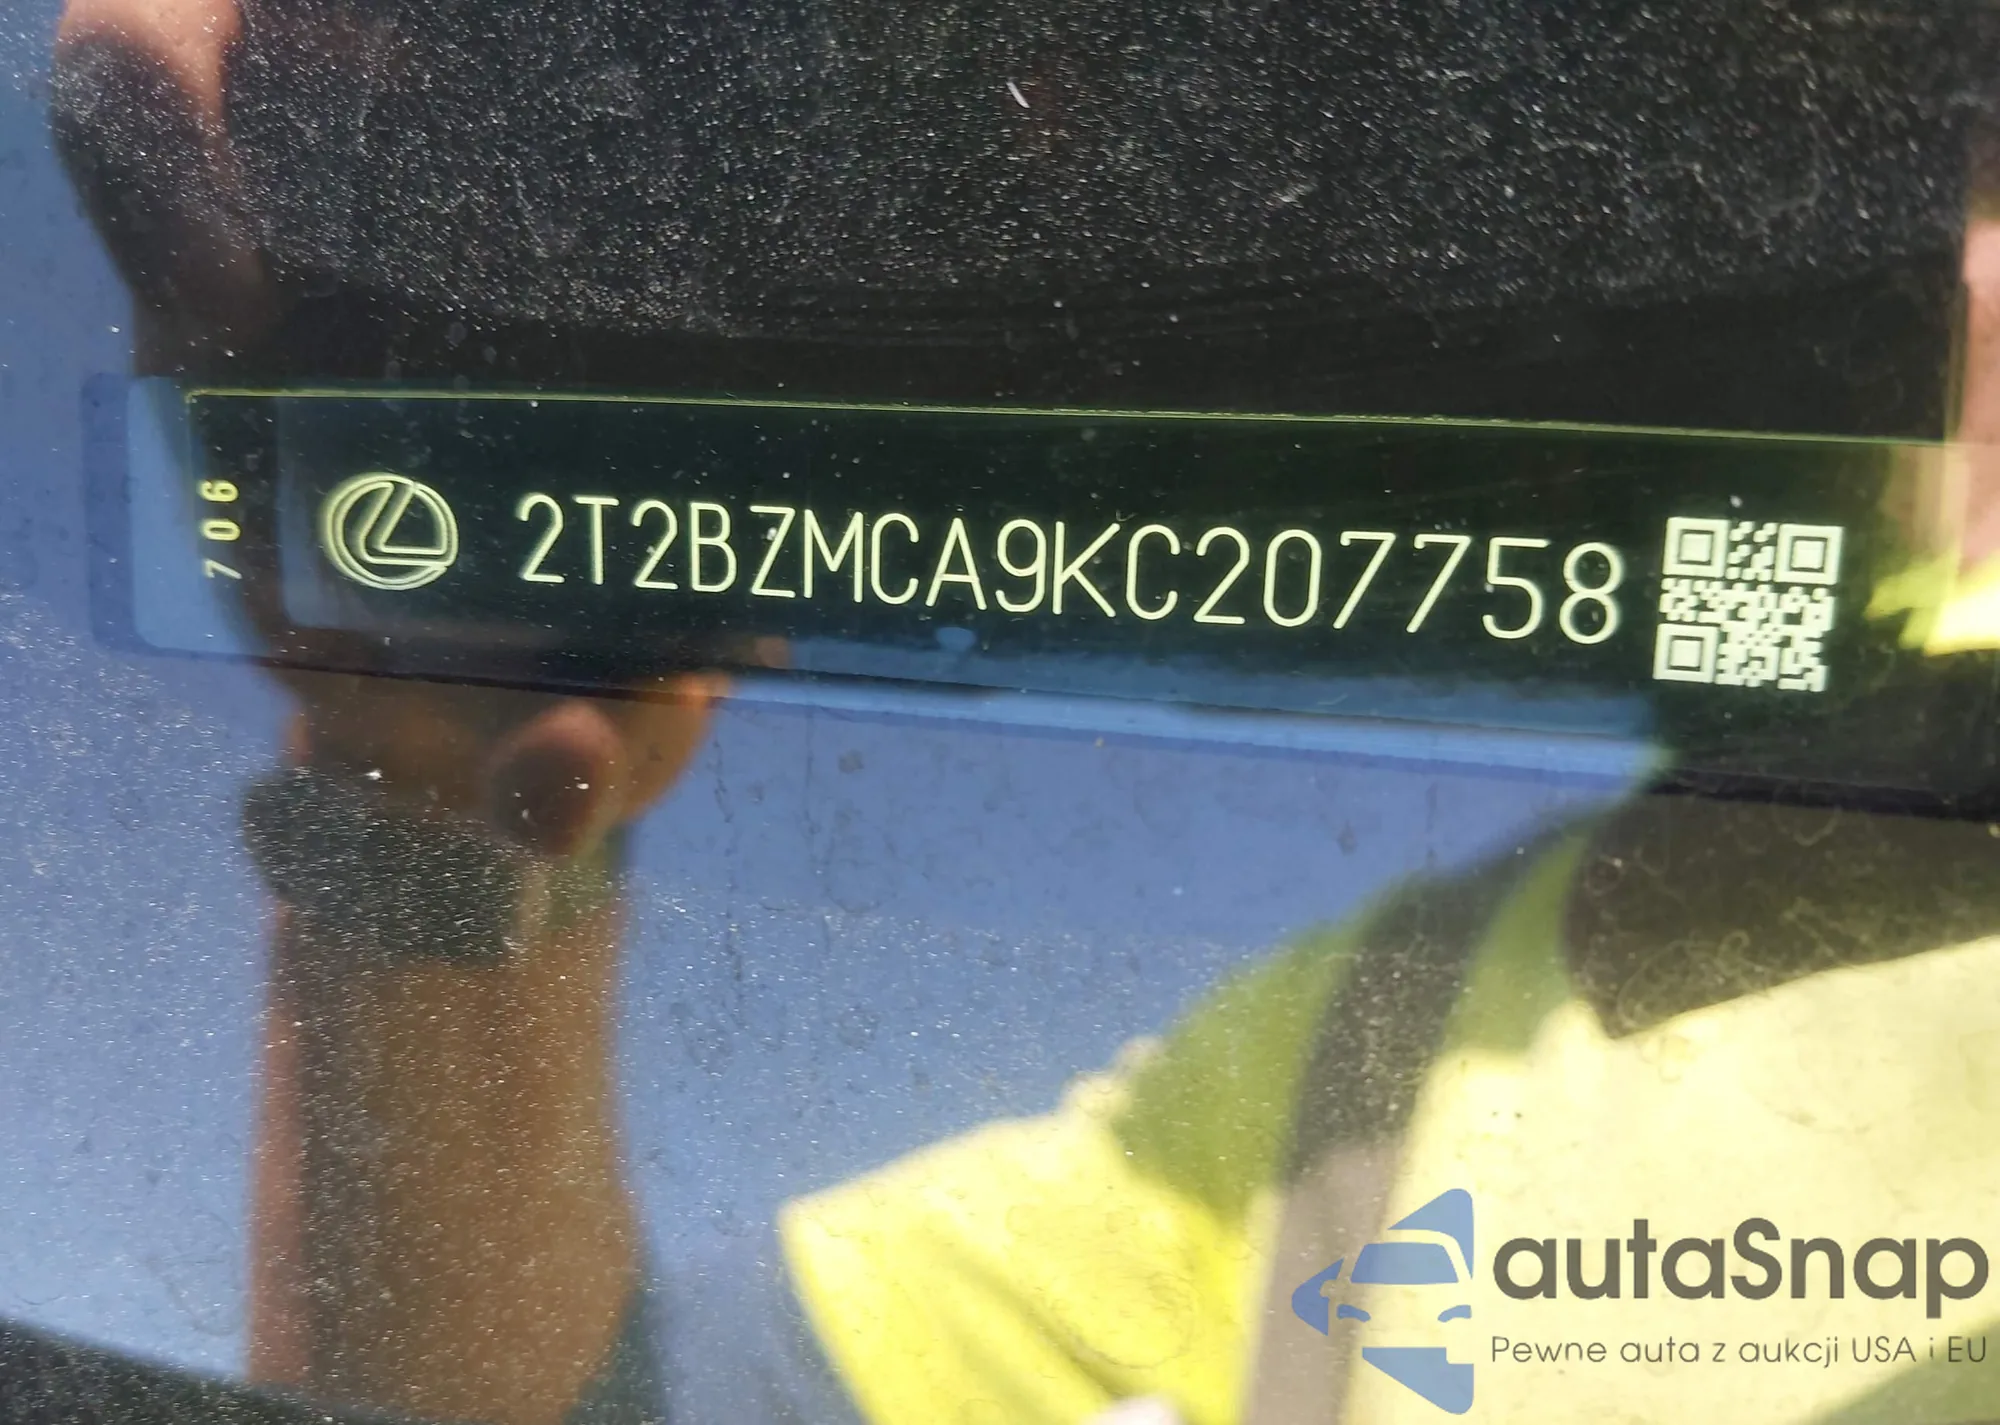 706
2T2BZMCA9KC207758
autaSnap
Pewne auta z aukcji USA i EU